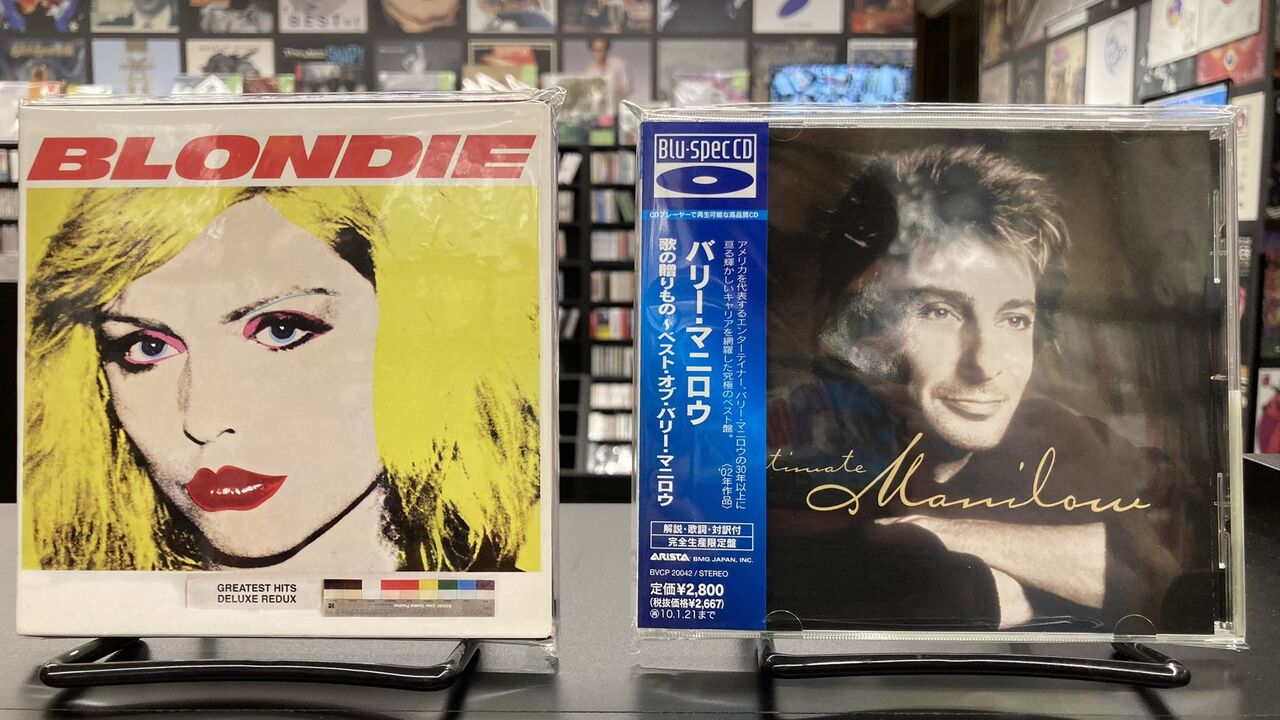 BLONDIE
GREATEST HITS
DELUXE REDUX
BLU-SPEC CD
CDプレーヤーで再生可能な高品質CD
アメリカを代表するエンターテイナー、バリー・マニロウの30年以上に
亘る輝かしいキャリアを網羅した究極のベスト盤。
〈'02年作品〉
バリー・マニロウ
歌の贈りもの~ベスト・オブ・バリー・マニロウ
解説・歌詞・対訳付
完全生産限定盤
ARISTA BMG JAPAN, INC.
BVCP 20042 / STEREO
定価¥2,800
(税抜価格¥2,667)
再10.1.21まで
timate
Manilow